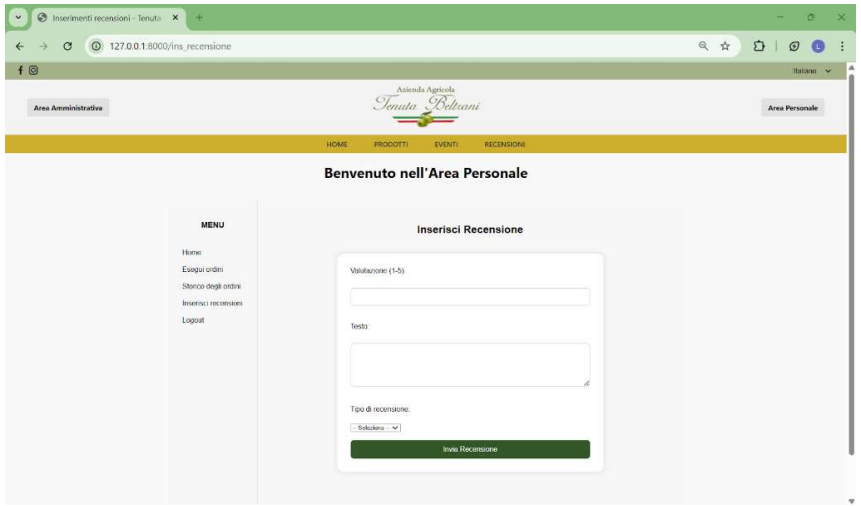 Inserimenti recensioni - Tenuta
127.0.0.1:8000/ins_recensione
L
Italiano
Area Amministrativa
Azienda Agricola
Tenuta Beltrani
Area Personale
HOME PRODOTTI EVENTI RECENSIONI
Benvenuto nell'Area Personale
MENU
Home
Esegui ordini
Storico degli ordini
Inserisci recensioni
Logout
Inserisci Recensione
Valutazione (1-5):
Testo:
Tipo di recensione:
- Seleziona -
Invia Recensione